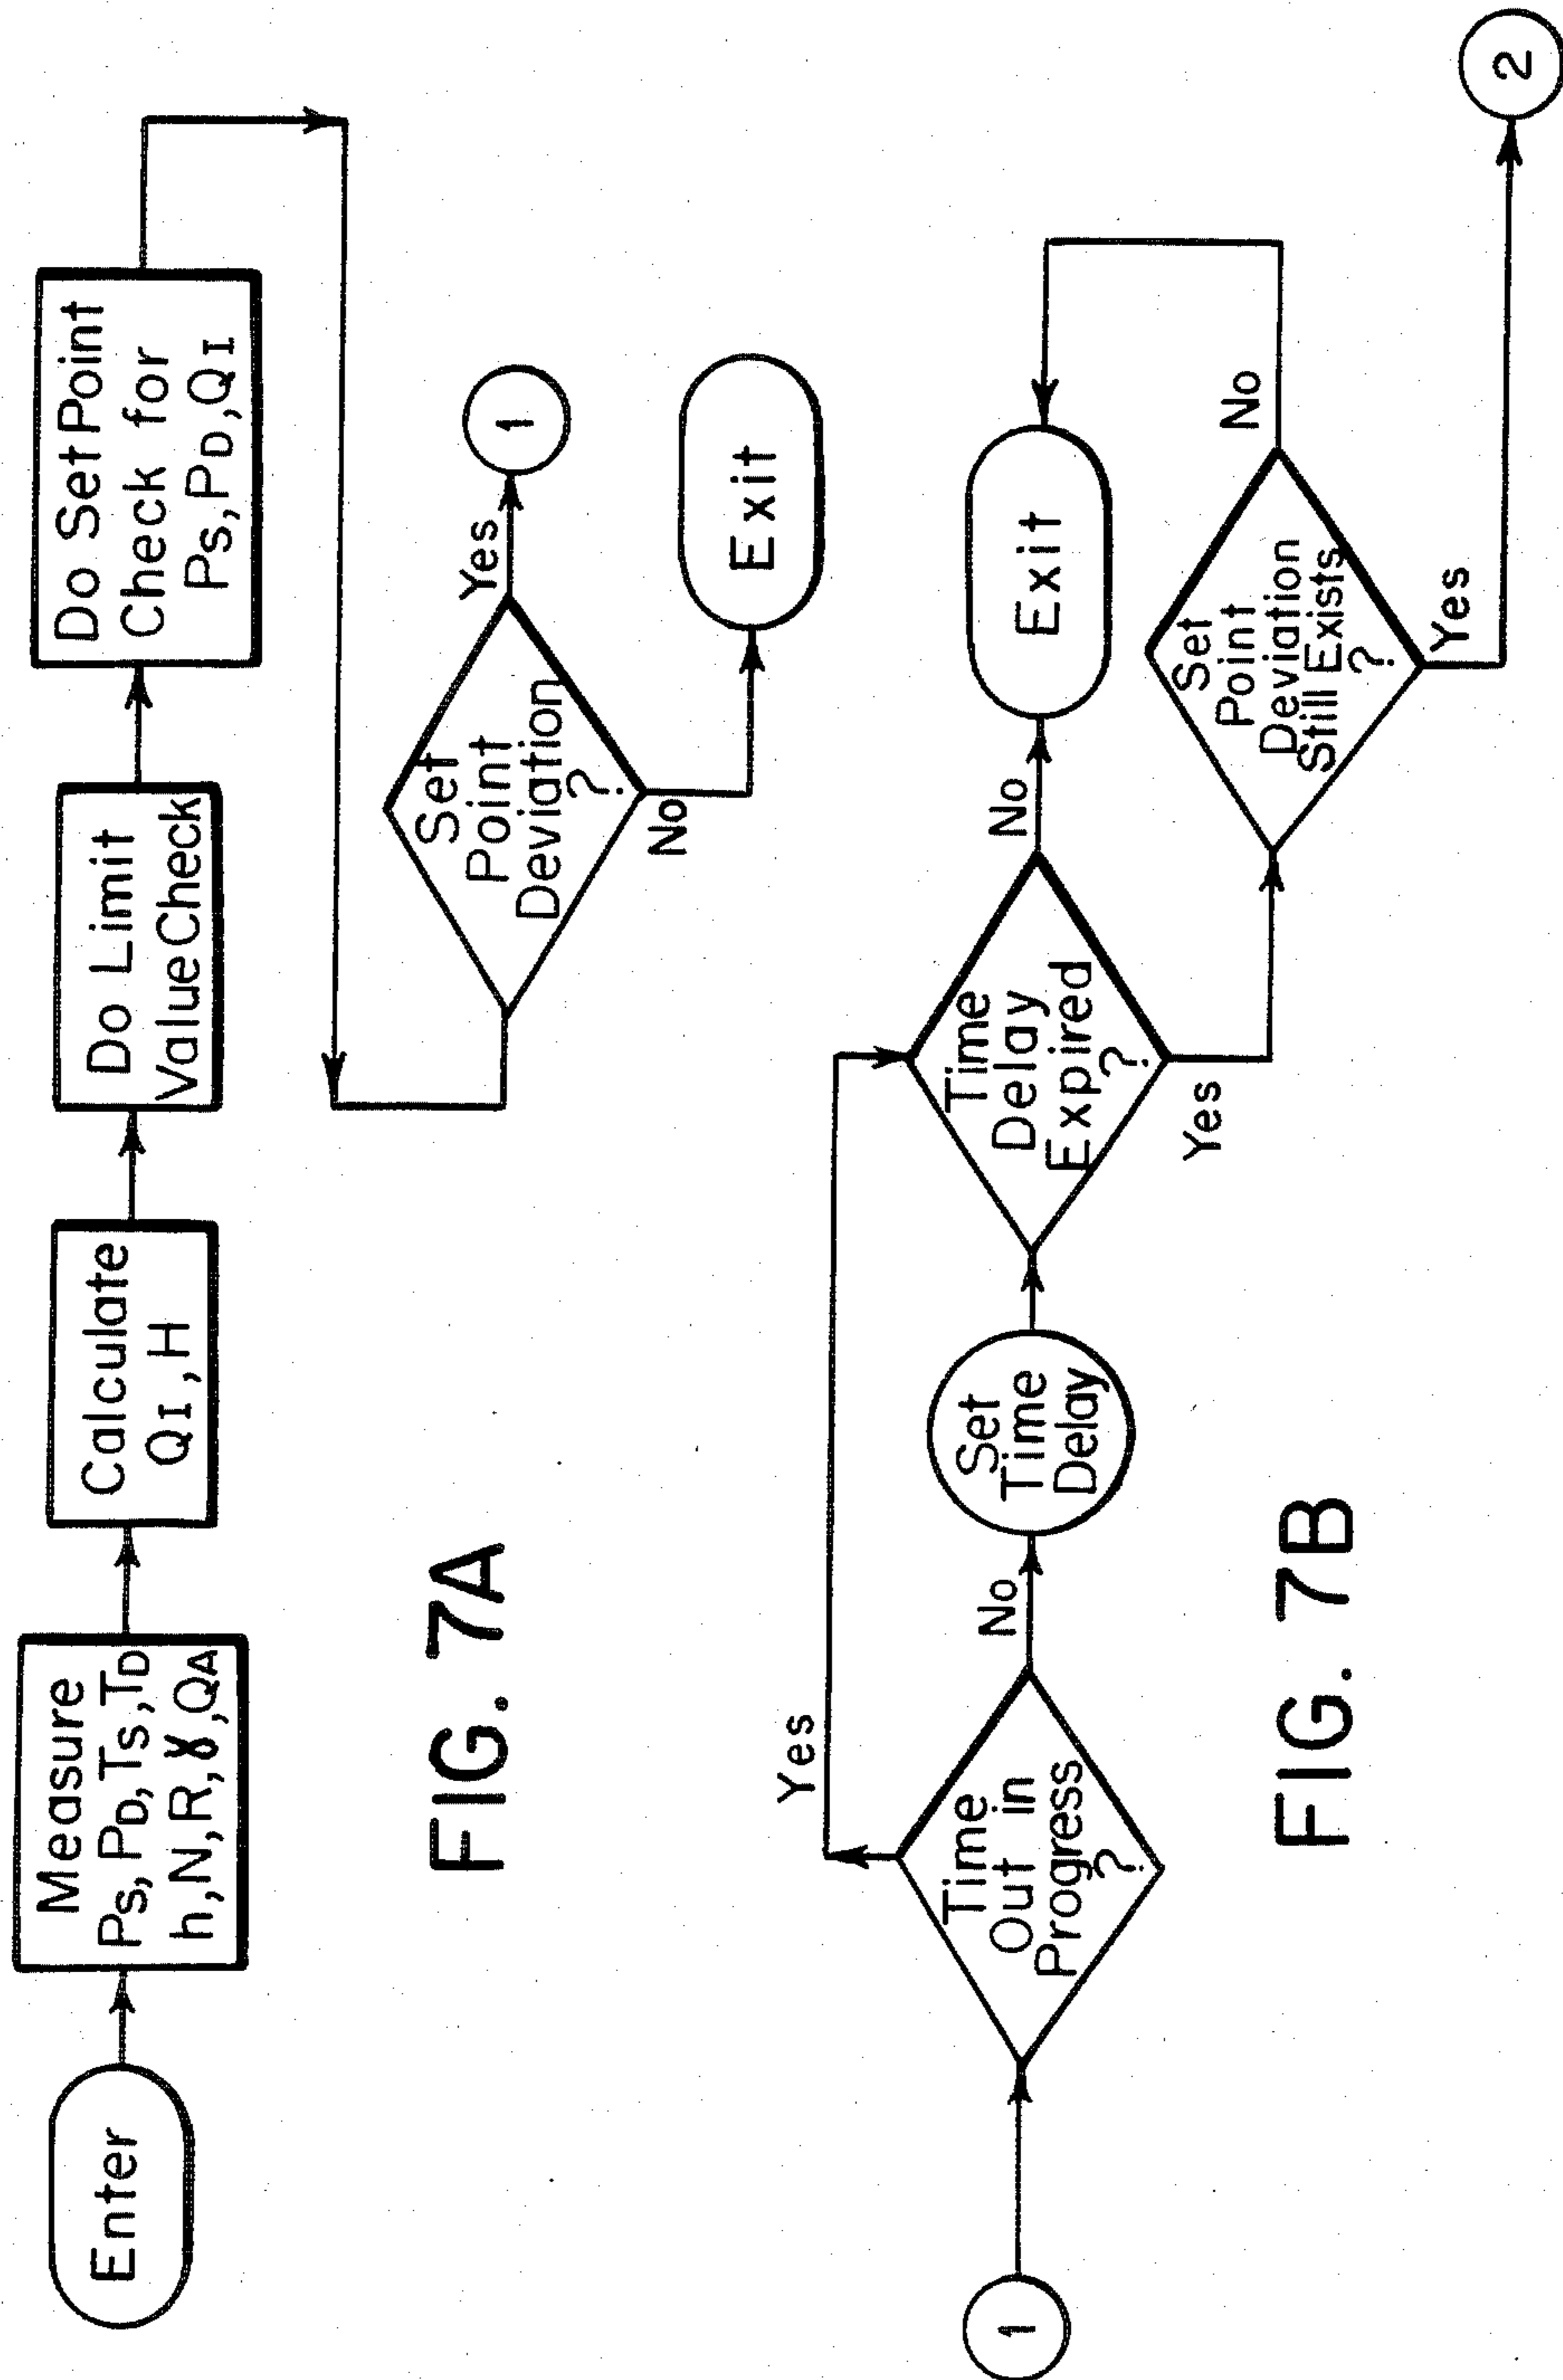 Enter
Measure
PS,PD,TS,TD
h,N,R,γ,QA
Calculate
QI,H
Do Limit
Value Check
Do Set Point
Check for
PS,PD,QI
Set
Point
Deviation
?
Yes
1
No
Exit
FIG. 7A
1
Time
Out in
Progress
?
Yes
No
Set
Time
Delay
Time
Delay
Expired
?
No
Exit
Yes
Set
Point
Deviation
Still Exists
?
No
Yes
2
FIG. 7B